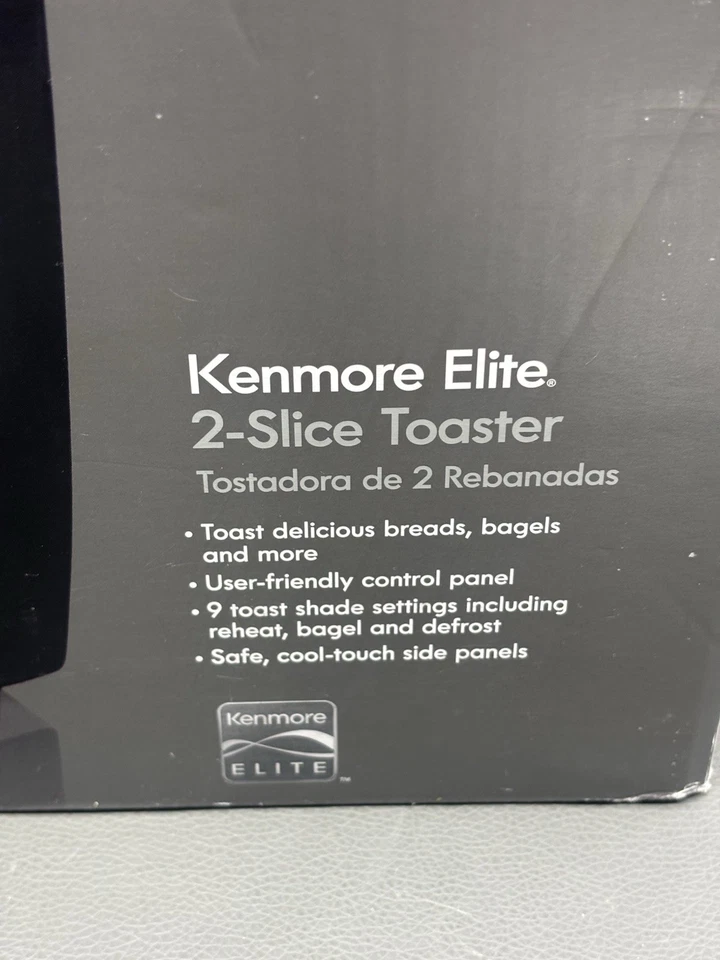 Kenmore Elite®
2-Slice Toaster
Tostadora de 2 Rebanadas
• Toast delicious breads, bagels
and more
• User-friendly control panel
• 9 toast shade settings including
reheat, bagel and defrost
• Safe, cool-touch side panels
Kenmore
ELITE™